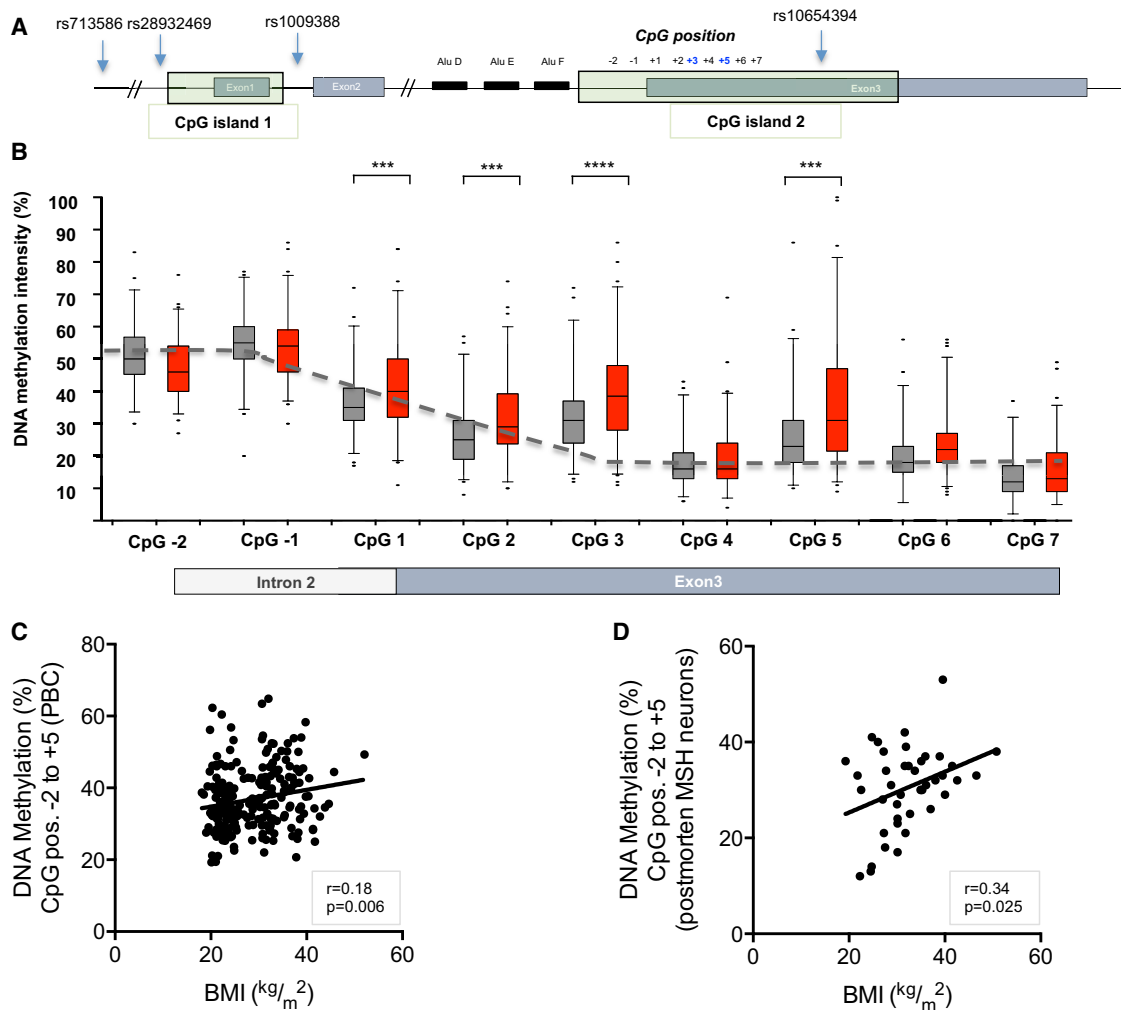 A
rs713586 rs28932469 rs1009388 rs10654394
CpG position
Alu D Alu E Alu F -2 -1 +1 +2 +3 +4 +5 +6 +7
// Exon1 Exon2 // Exon3
CpG island 1 CpG island 2
B
*** *** **** ***
DNA methylation intensity (%)
100
90
80
70
60
50
40
30
20
10
CpG -2 CpG -1 CpG 1 CpG 2 CpG 3 CpG 4 CpG 5 CpG 6 CpG 7
Intron 2 Exon3
C
DNA Methylation (%)
CpG pos. -2 to +5 (PBC)
80
60
40
20
0
r=0.18
p=0.006
0 20 40 60
BMI (kg/m2)
D
DNA Methylation (%)
CpG pos. -2 to +5
(postmorten MSH neurons)
60
40
20
0
r=0.34
p=0.025
0 20 40 60
BMI (kg/m2)